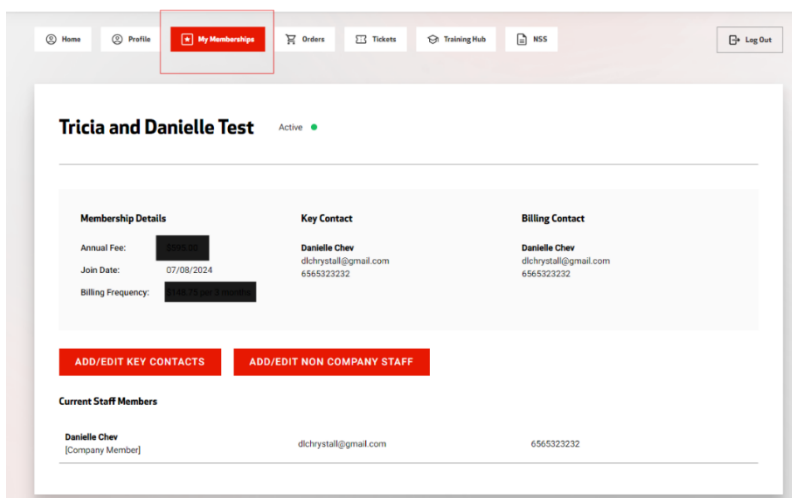 Home Profile My Memberships Orders Tickets Training Hub NSS Log Out
Tricia and Danielle Test Active
Membership Details Key Contact Billing Contact
Annual Fee: Danielle Chev Danielle Chev
dlchrystall@gmail.com dlchrystall@gmail.com
Join Date: 07/08/2024 6565323232 6565323232
Billing Frequency:
ADD/EDIT KEY CONTACTS ADD/EDIT NON COMPANY STAFF
Current Staff Members
Danielle Chev
[Company Member] dlchrystall@gmail.com 6565323232